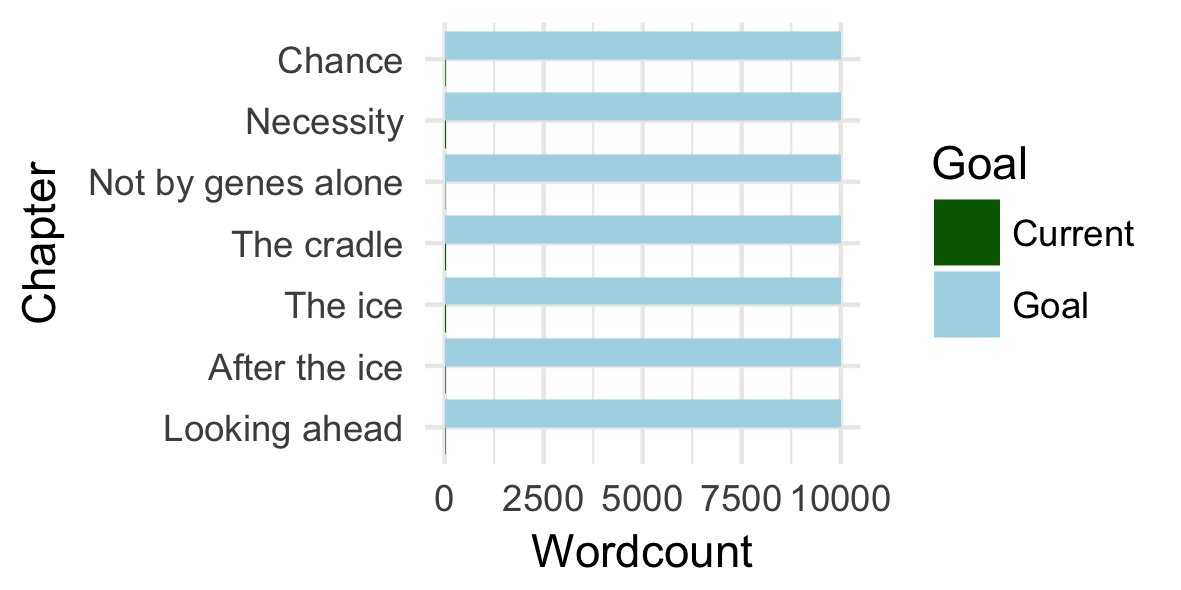 Chance
Necessity
Not by genes alone
The cradle
The ice
After the ice
Looking ahead
Chapter
0 2500 5000 7500 10000
Wordcount
Goal
Current
Goal